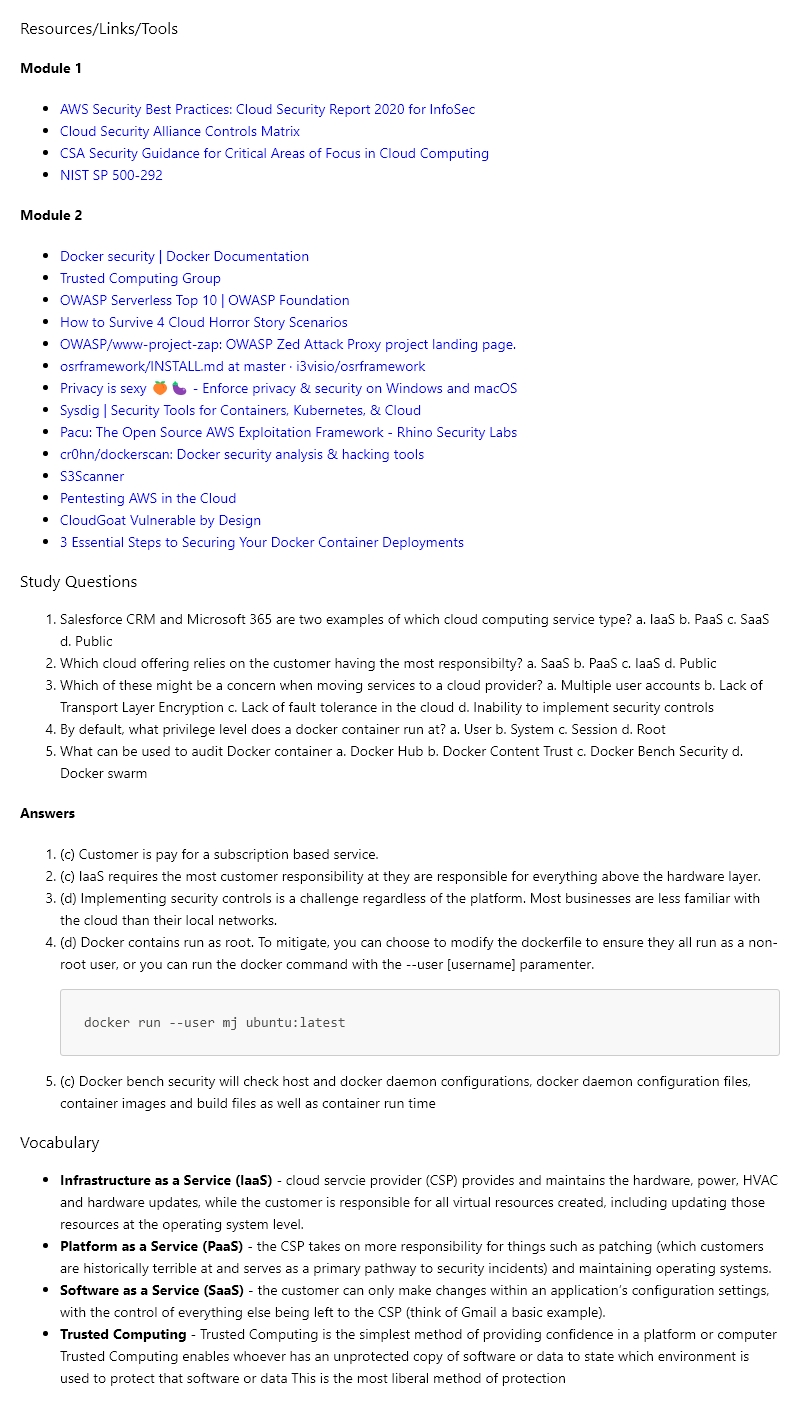 Resources/Links/Tools
Module 1
AWS Security Best Practices: Cloud Security Report 2020 for InfoSec
Cloud Security Alliance Controls Matrix
CSA Security Guidance for Critical Areas of Focus in Cloud Computing
NIST SP 500-292
Module 2
Docker security | Docker Documentation
Trusted Computing Group
OWASP Serverless Top 10 | OWASP Foundation
How to Survive 4 Cloud Horror Story Scenarios
OWASP/www-project-zap: OWASP Zed Attack Proxy project landing page.
osrframework/INSTALL.md at master · i3visio/osrframework
Privacy is sexy 🍑🍆 - Enforce privacy & security on Windows and macOS
Sysdig | Security Tools for Containers, Kubernetes, & Cloud
Pacu: The Open Source AWS Exploitation Framework - Rhino Security Labs
cr0hn/dockerscan: Docker security analysis & hacking tools
S3Scanner
Pentesting AWS in the Cloud
CloudGoat Vulnerable by Design
3 Essential Steps to Securing Your Docker Container Deployments
Study Questions
1. Salesforce CRM and Microsoft 365 are two examples of which cloud computing service type? a. IaaS b. PaaS c. SaaS
d. Public
2. Which cloud offering relies on the customer having the most responsibilty? a. SaaS b. PaaS c. IaaS d. Public
3. Which of these might be a concern when moving services to a cloud provider? a. Multiple user accounts b. Lack of
Transport Layer Encryption c. Lack of fault tolerance in the cloud d. Inability to implement security controls
4. By default, what privilege level does a docker container run at? a. User b. System c. Session d. Root
5. What can be used to audit Docker container a. Docker Hub b. Docker Content Trust c. Docker Bench Security d.
Docker swarm
Answers
1. (c) Customer is pay for a subscription based service.
2. (c) IaaS requires the most customer responsibility at they are responsible for everything above the hardware layer.
3. (d) Implementing security controls is a challenge regardless of the platform. Most businesses are less familiar with
the cloud than their local networks.
4. (d) Docker contains run as root. To mitigate, you can choose to modify the dockerfile to ensure they all run as a non-
root user, or you can run the docker command with the --user [username] paramenter.
docker run --user mj ubuntu:latest
5. (c) Docker bench security will check host and docker daemon configurations, docker daemon configuration files,
container images and build files as well as container run time
Vocabulary
Infrastructure as a Service (IaaS) - cloud servcie provider (CSP) provides and maintains the hardware, power, HVAC
and hardware updates, while the customer is responsible for all virtual resources created, including updating those
resources at the operating system level.
Platform as a Service (PaaS) - the CSP takes on more responsibility for things such as patching (which customers
are historically terrible at and serves as a primary pathway to security incidents) and maintaining operating systems.
Software as a Service (SaaS) - the customer can only make changes within an application's configuration settings,
with the control of everything else being left to the CSP (think of Gmail a basic example).
Trusted Computing - Trusted Computing is the simplest method of providing confidence in a platform or computer
Trusted Computing enables whoever has an unprotected copy of software or data to state which environment is
used to protect that software or data This is the most liberal method of protection